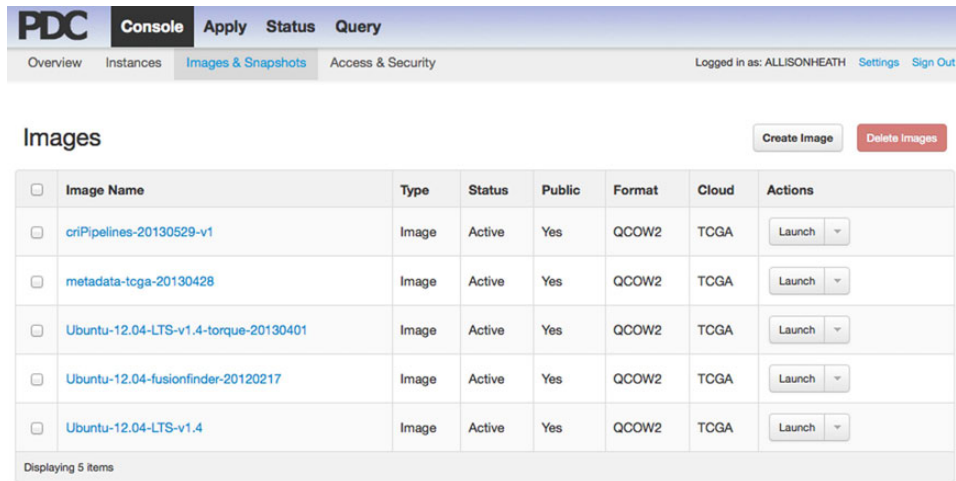 PDC Console Apply Status Query
Overview Instances Images & Snapshots Access & Security Logged in as: ALLISONHEATH Settings Sign Out
Images Create Image Delete Images
Image Name Type Status Public Format Cloud Actions
criPipelines-20130529-v1 Image Active Yes QCOW2 TCGA Launch
metadata-tcga-20130428 Image Active Yes QCOW2 TCGA Launch
Ubuntu-12.04-LTS-v1.4-torque-20130401 Image Active Yes QCOW2 TCGA Launch
Ubuntu-12.04-fusionfinder-20120217 Image Active Yes QCOW2 TCGA Launch
Ubuntu-12.04-LTS-v1.4 Image Active Yes QCOW2 TCGA Launch
Displaying 5 items